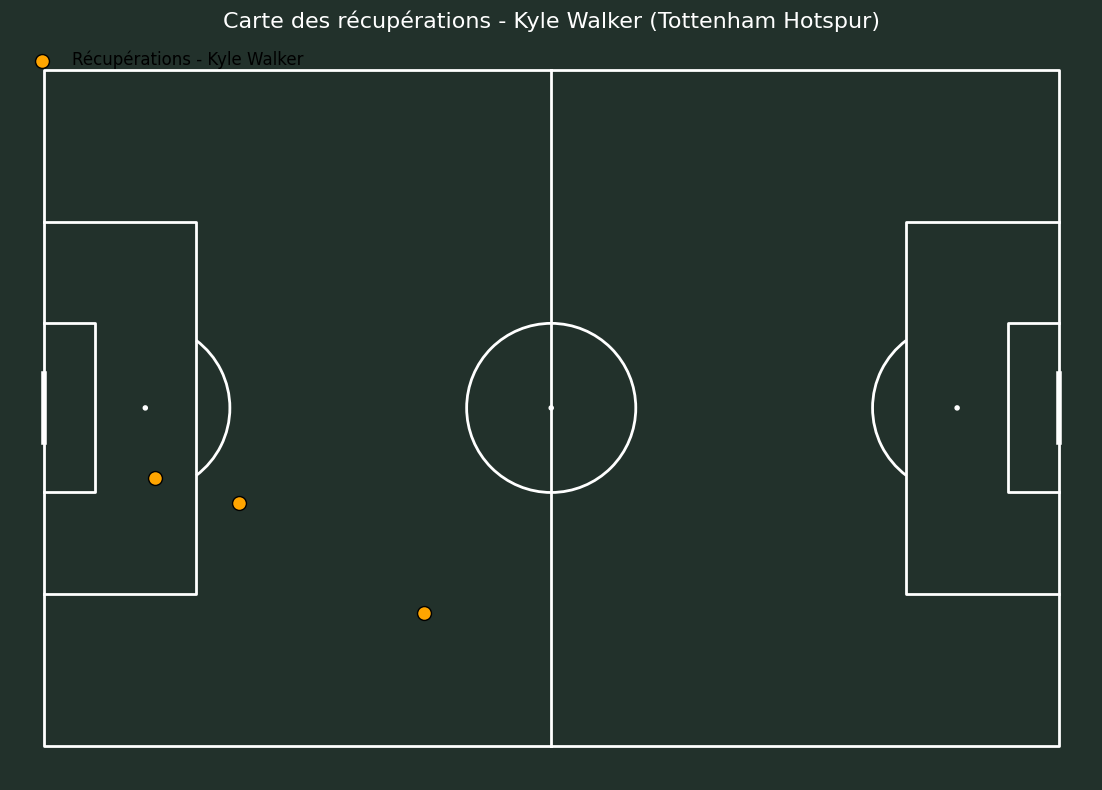 Carte des récupérations - Kyle Walker (Tottenham Hotspur)
Récupérations - Kyle Walker